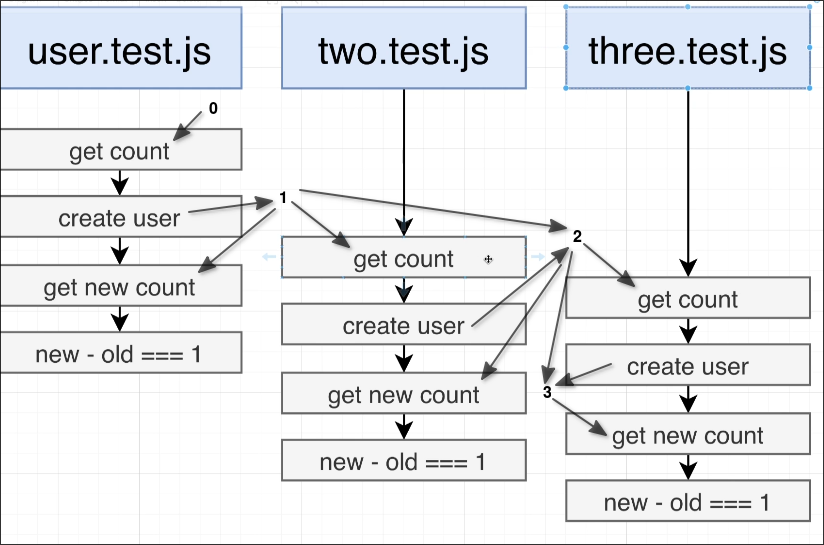 user.test.js
two.test.js
three.test.js
0
get count
create user
get new count
new - old === 1
1
get count
create user
get new count
new - old === 1
2
get count
create user
3
get new count
new - old === 1